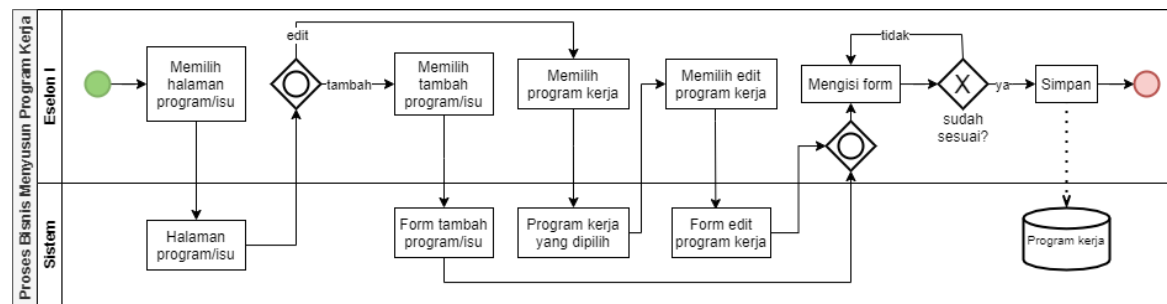 Proses Bisnis Menyusun Program Kerja
Eselon I
Memilih
halaman
program/isu
edit
tambah
Memilih
tambah
program/isu
Memilih
program kerja
Memilih edit
program kerja
Mengisi form
tidak
X
sudah
sesuai?
ya
Simpan
Sistem
Halaman
program/isu
Form tambah
program/isu
Program kerja
yang dipilih
Form edit
program kerja
Program kerja